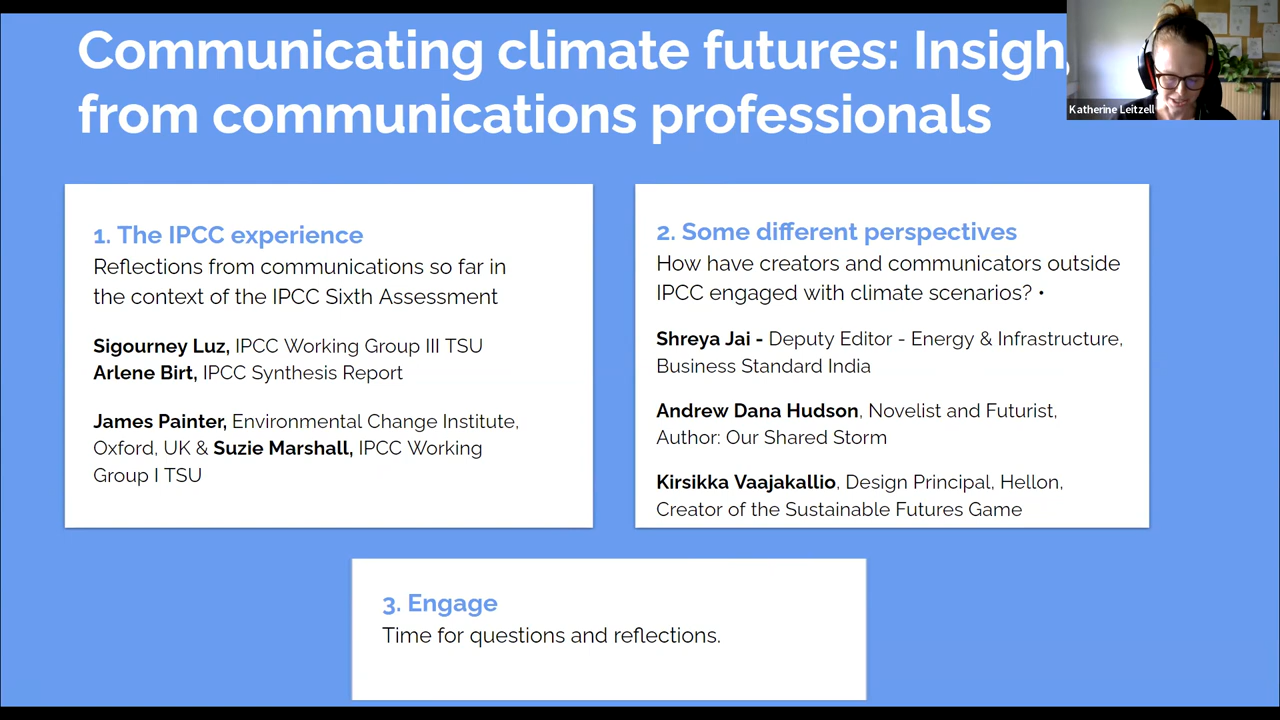 Communicating climate futures: Insigh
from communications professionals
Katherine Leitzell
1. The IPCC experience
Reflections from communications so far in
the context of the IPCC Sixth Assessment
Sigourney Luz, IPCC Working Group III TSU
Arlene Birt, IPCC Synthesis Report
James Painter, Environmental Change Institute,
Oxford, UK & Suzie Marshall, IPCC Working
Group I TSU
2. Some different perspectives
How have creators and communicators outside
IPCC engaged with climate scenarios? •
Shreya Jai - Deputy Editor - Energy & Infrastructure,
Business Standard India
Andrew Dana Hudson, Novelist and Futurist,
Author: Our Shared Storm
Kirsikka Vaajakallio, Design Principal, Hellon,
Creator of the Sustainable Futures Game
3. Engage
Time for questions and reflections.